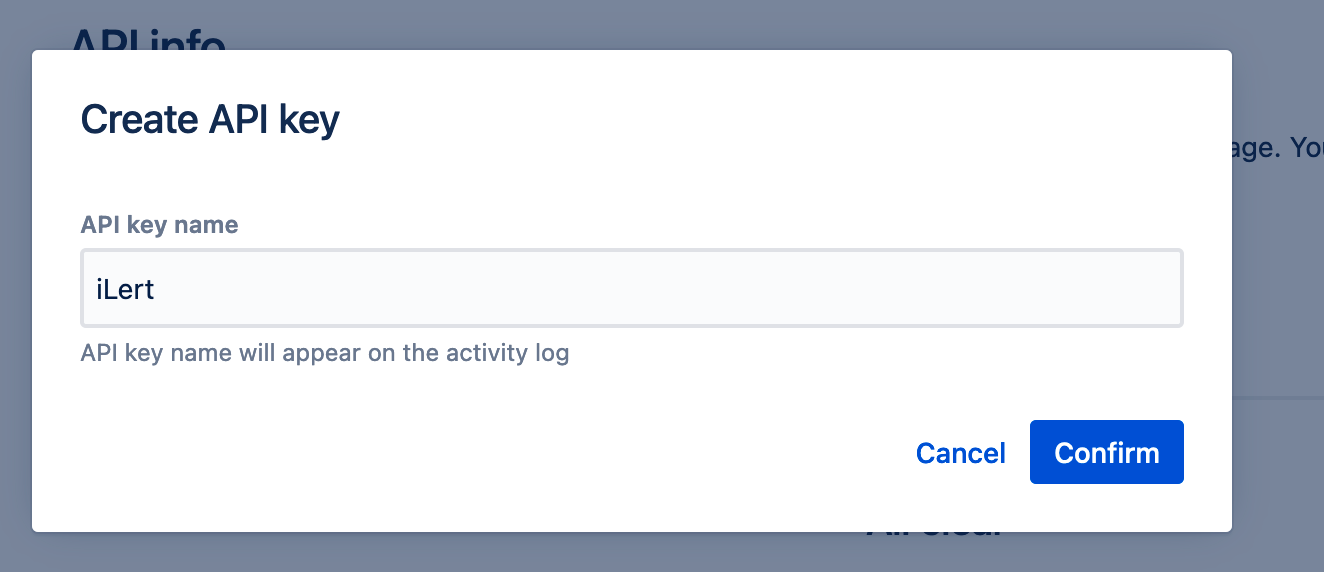 API info
Create API key
age. You
API key name
iLert
API key name will appear on the activity log
Cancel Confirm